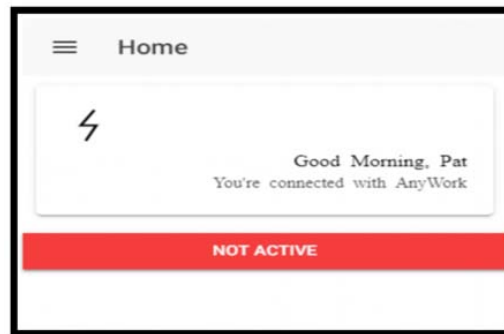 Home
Good Morning, Pat
You're connected with AnyWork
NOT ACTIVE